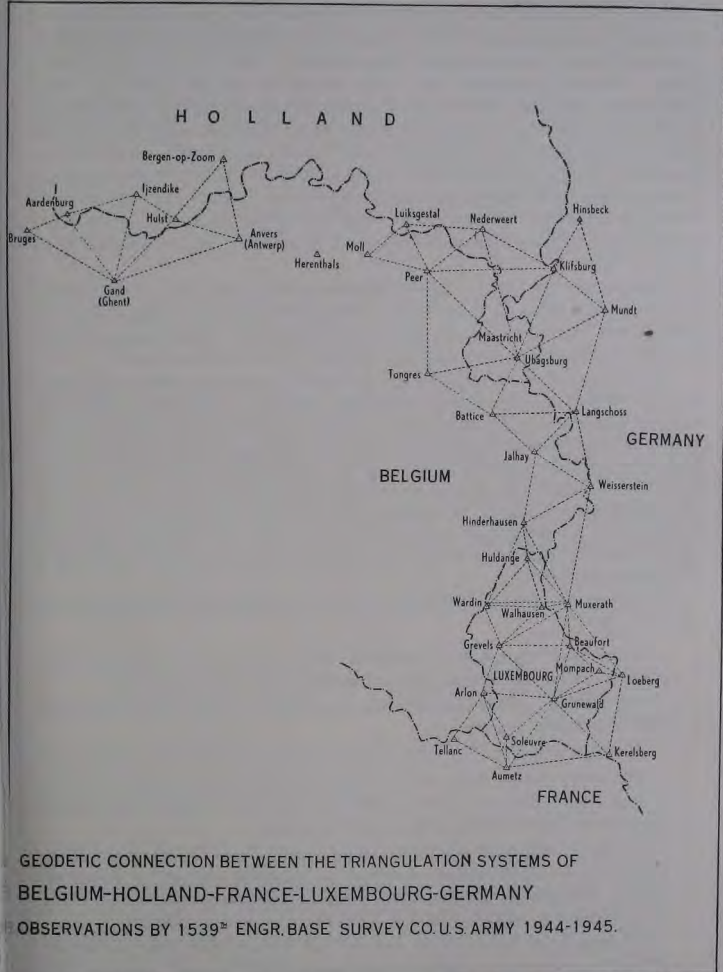 HOLLAND
Bergen-op-Zoom
Ijzendike
Aardenburg
Hulst
Bruges
Anvers
(Antwerp)
Gand
(Ghent)
Herenthals
Moll
Luiksgestal
Nederweert
Hinsbeck
Peer
Klifsburg
Mundt
Maastricht
Ubagsburg
Tongres
Battice
Langschoss
GERMANY
Jalhay
BELGIUM
Weisserstein
Hinderhausen
Huldange
Wardin
Walhausen
Muxerath
Grevels
Beaufort
Mompach
LUXEMBOURG
Loeberg
Arlon
Grunewald
Tellanc
Soleuvre
Kerelsberg
Aumetz
FRANCE
GEODETIC CONNECTION BETWEEN THE TRIANGULATION SYSTEMS OF
BELGIUM-HOLLAND-FRANCE-LUXEMBOURG-GERMANY
OBSERVATIONS BY 1539th ENGR. BASE SURVEY CO. U.S. ARMY 1944-1945.